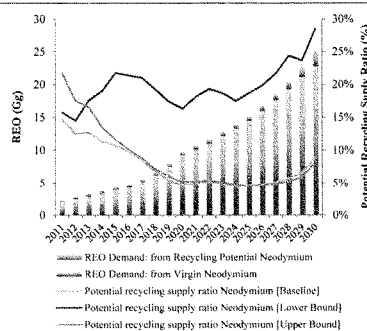 30
25
20
15
10
5
0
REO (Gg)
30%
25%
20%
15%
10%
5%
0%
Potential Recycling Supply Ratio (%)
2011 2012 2013 2014 2015 2016 2017 2018 2019 2020 2021 2022 2023 2024 2025 2026 2027 2028 2029 2030
REO Demand: from Recycling Potential Neodymium
REO Demand: from Virgin Neodymium
Potential recycling supply ratio Neodymium {Baseline}
Potential recycling supply ratio Neodymium {Lower Bound}
Potential recycling supply ratio Neodymium {Upper Bound}